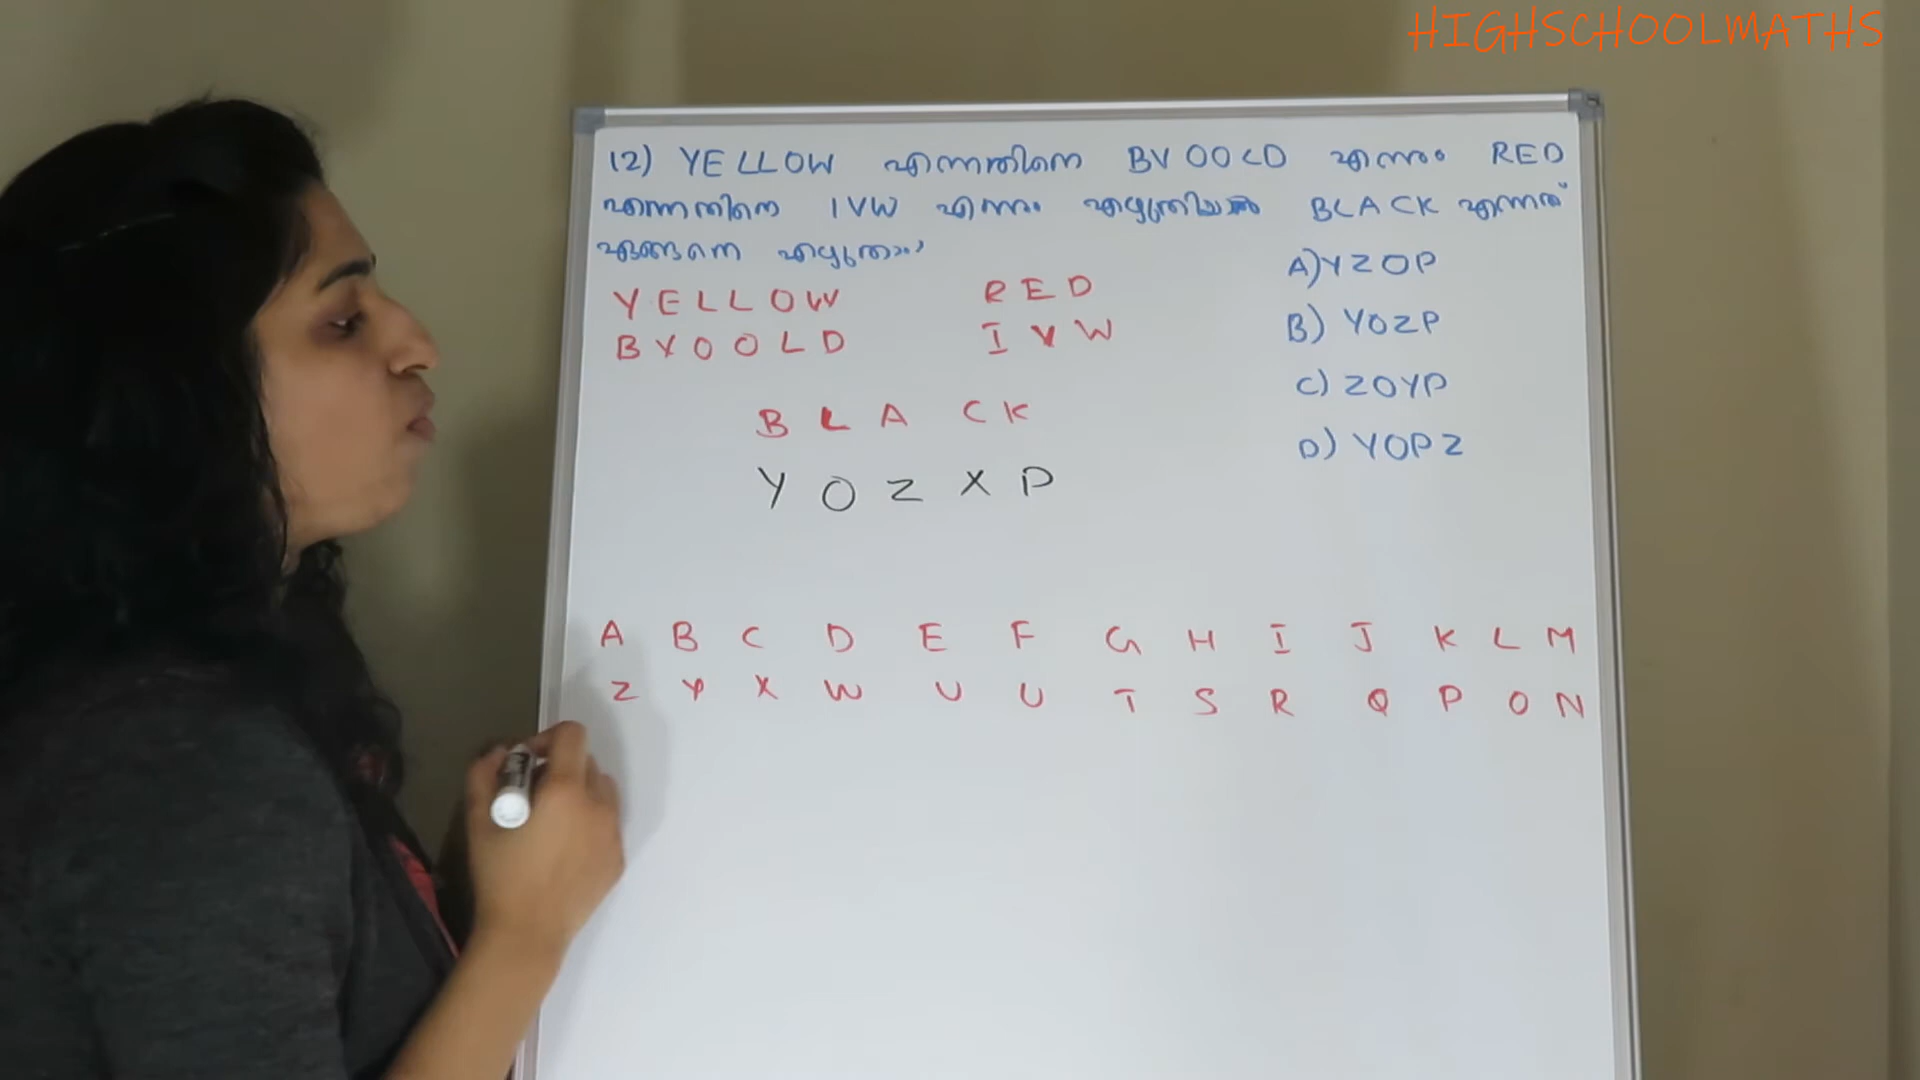 HIGHSCHOOLMATHS
12) YELLOW എന്നതിനെ BVOOLD എന്നും RED
എന്നതിനെ IVW എന്നും എഴുതിയാൽ BLACK എന്നത്
എങ്ങനെ എഴുതാം?
A) YZOP
B) YOZP
C) ZOYP
D) YOPZ
YELLOW RED
BVOOLD IVW
BLACK
YOZXP
A B C D E F G H I J K L M
Z Y X W V U T S R Q P O N